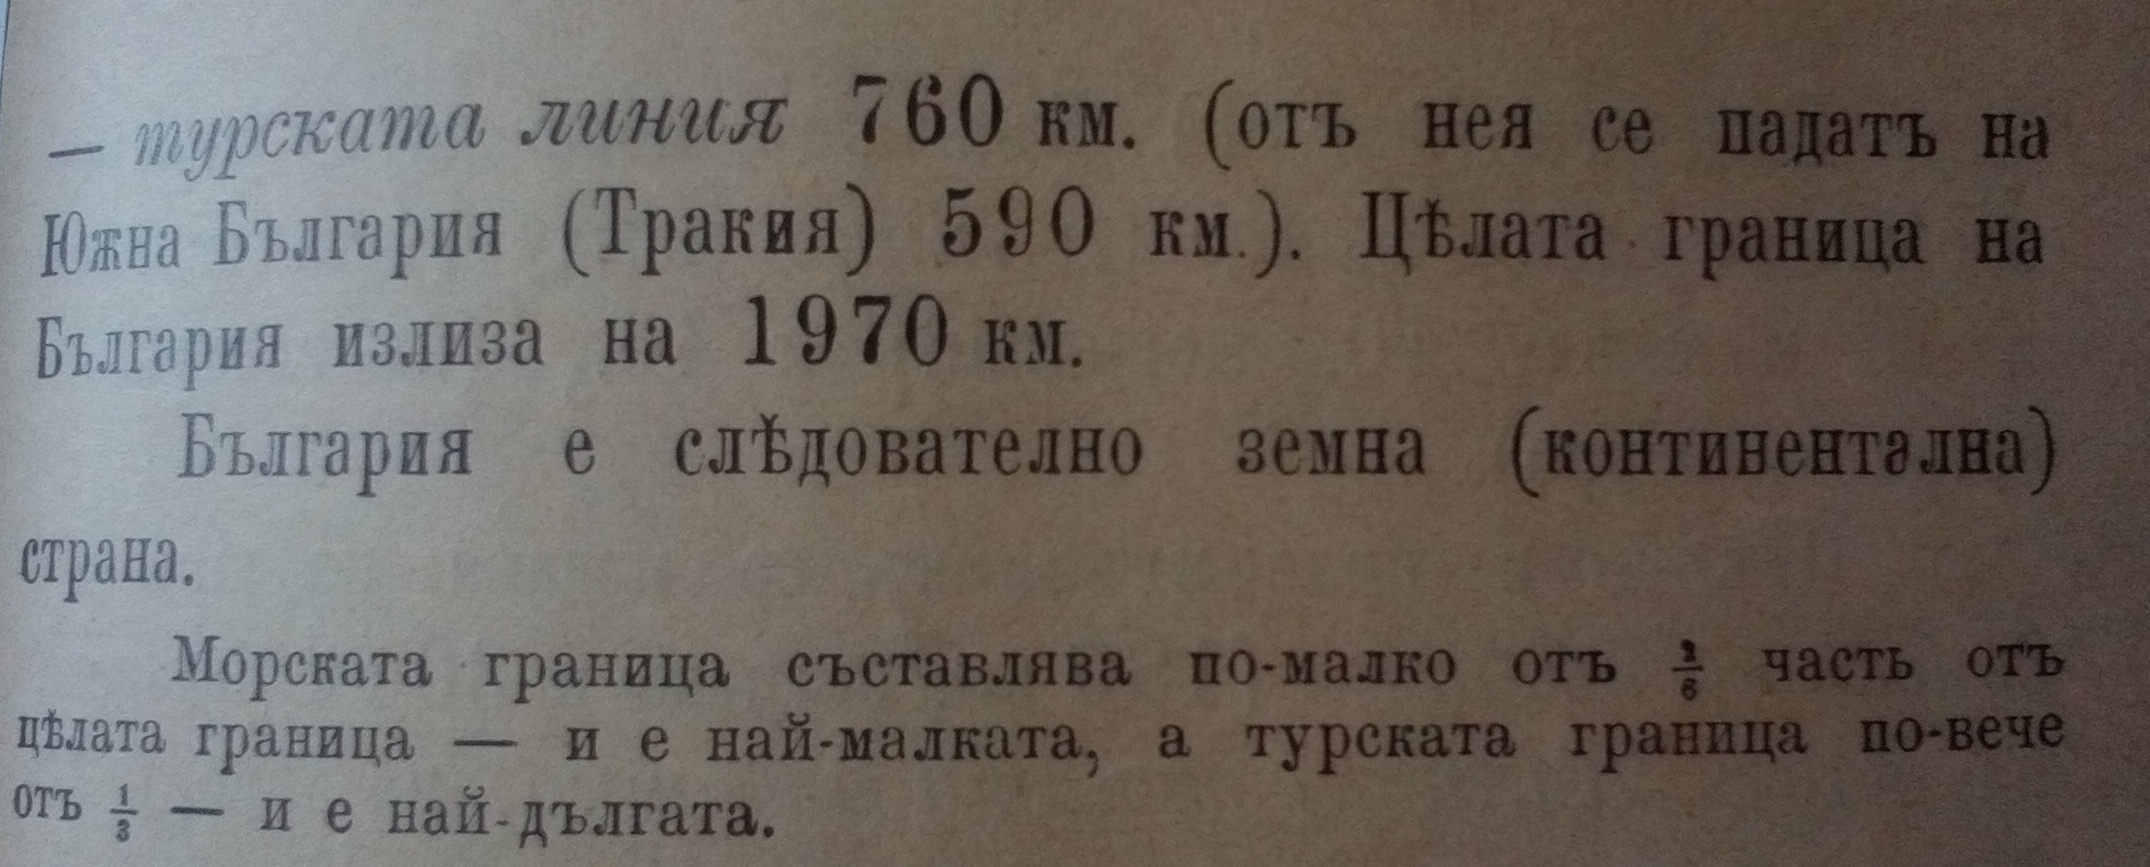 — турската линия 760 км. (отъ нея се падатъ на
Южна България (Тракия) 590 км.). Цѣлата граница на
България излиза на 1970 км.
България е слѣдователно земна (континентална)
страна.
Морската граница съставлява по-малко отъ часть отъ
цѣлата граница — и е най-малката, а турската граница по-вече
отъ 1/3 — и е най-дългата.